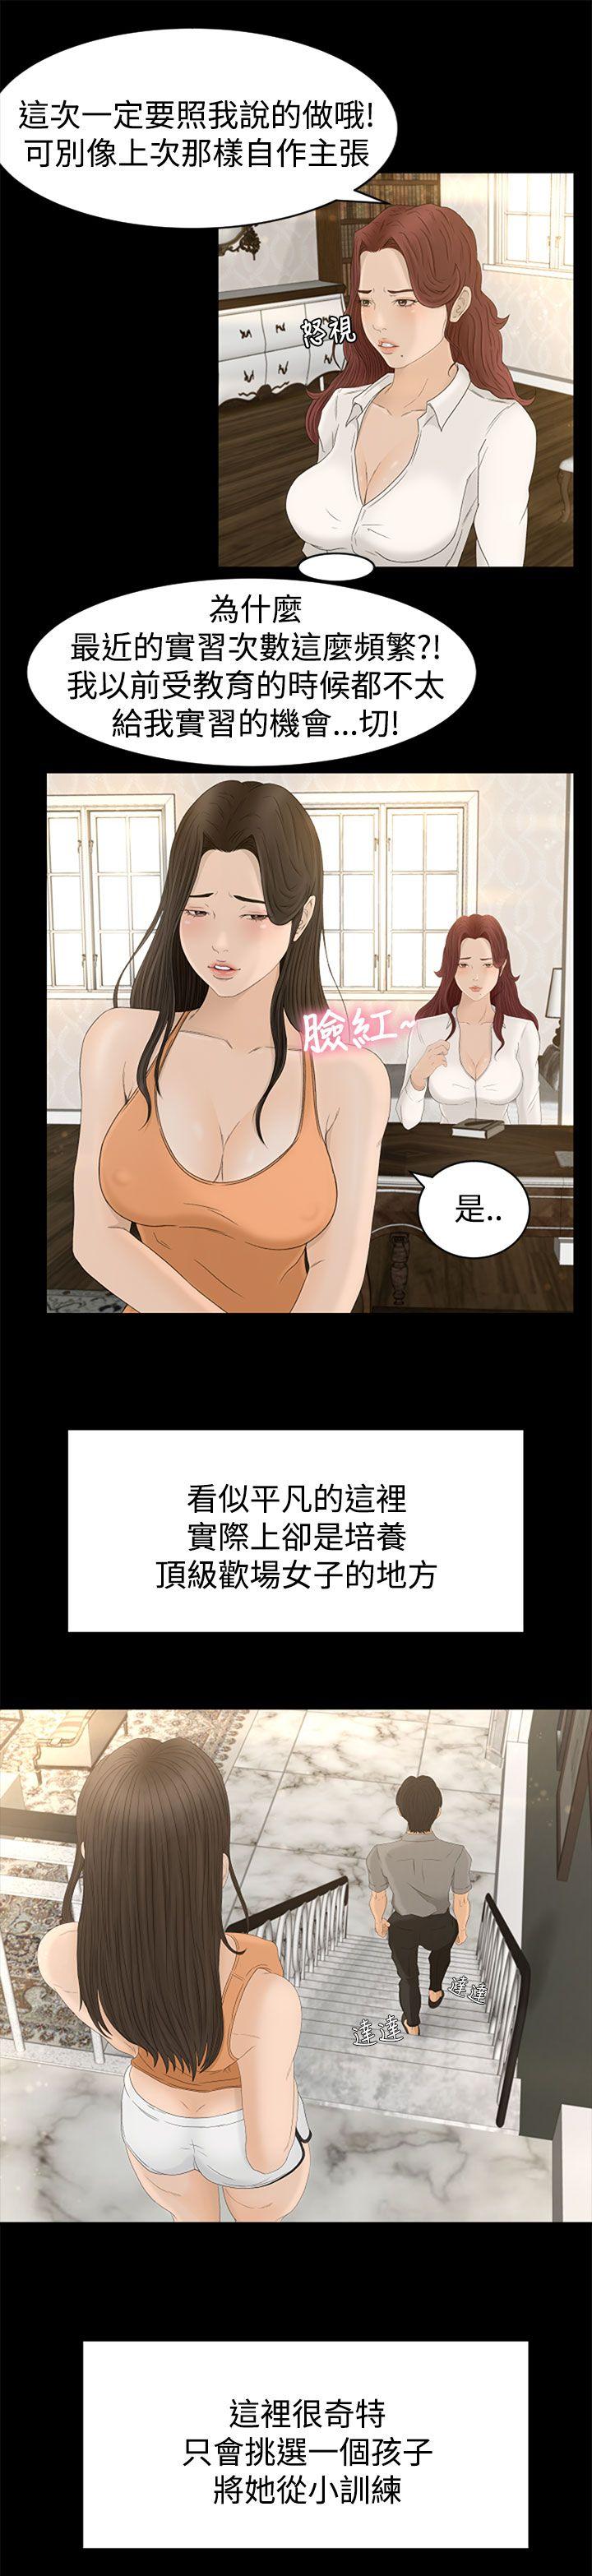 這次一定要照我說的做哦!
可別像上次那樣自作主張
怒視
為什麼
最近的實習次數這麼頻繁?!
我以前受教育的時候都不太
給我實習的機會...切!
臉紅~
是..
看似平凡的這裡
實際上卻是培養
頂級歡場女子的地方
達達
達達
這裡很奇特
只會挑選一個孩子
將她從小訓練